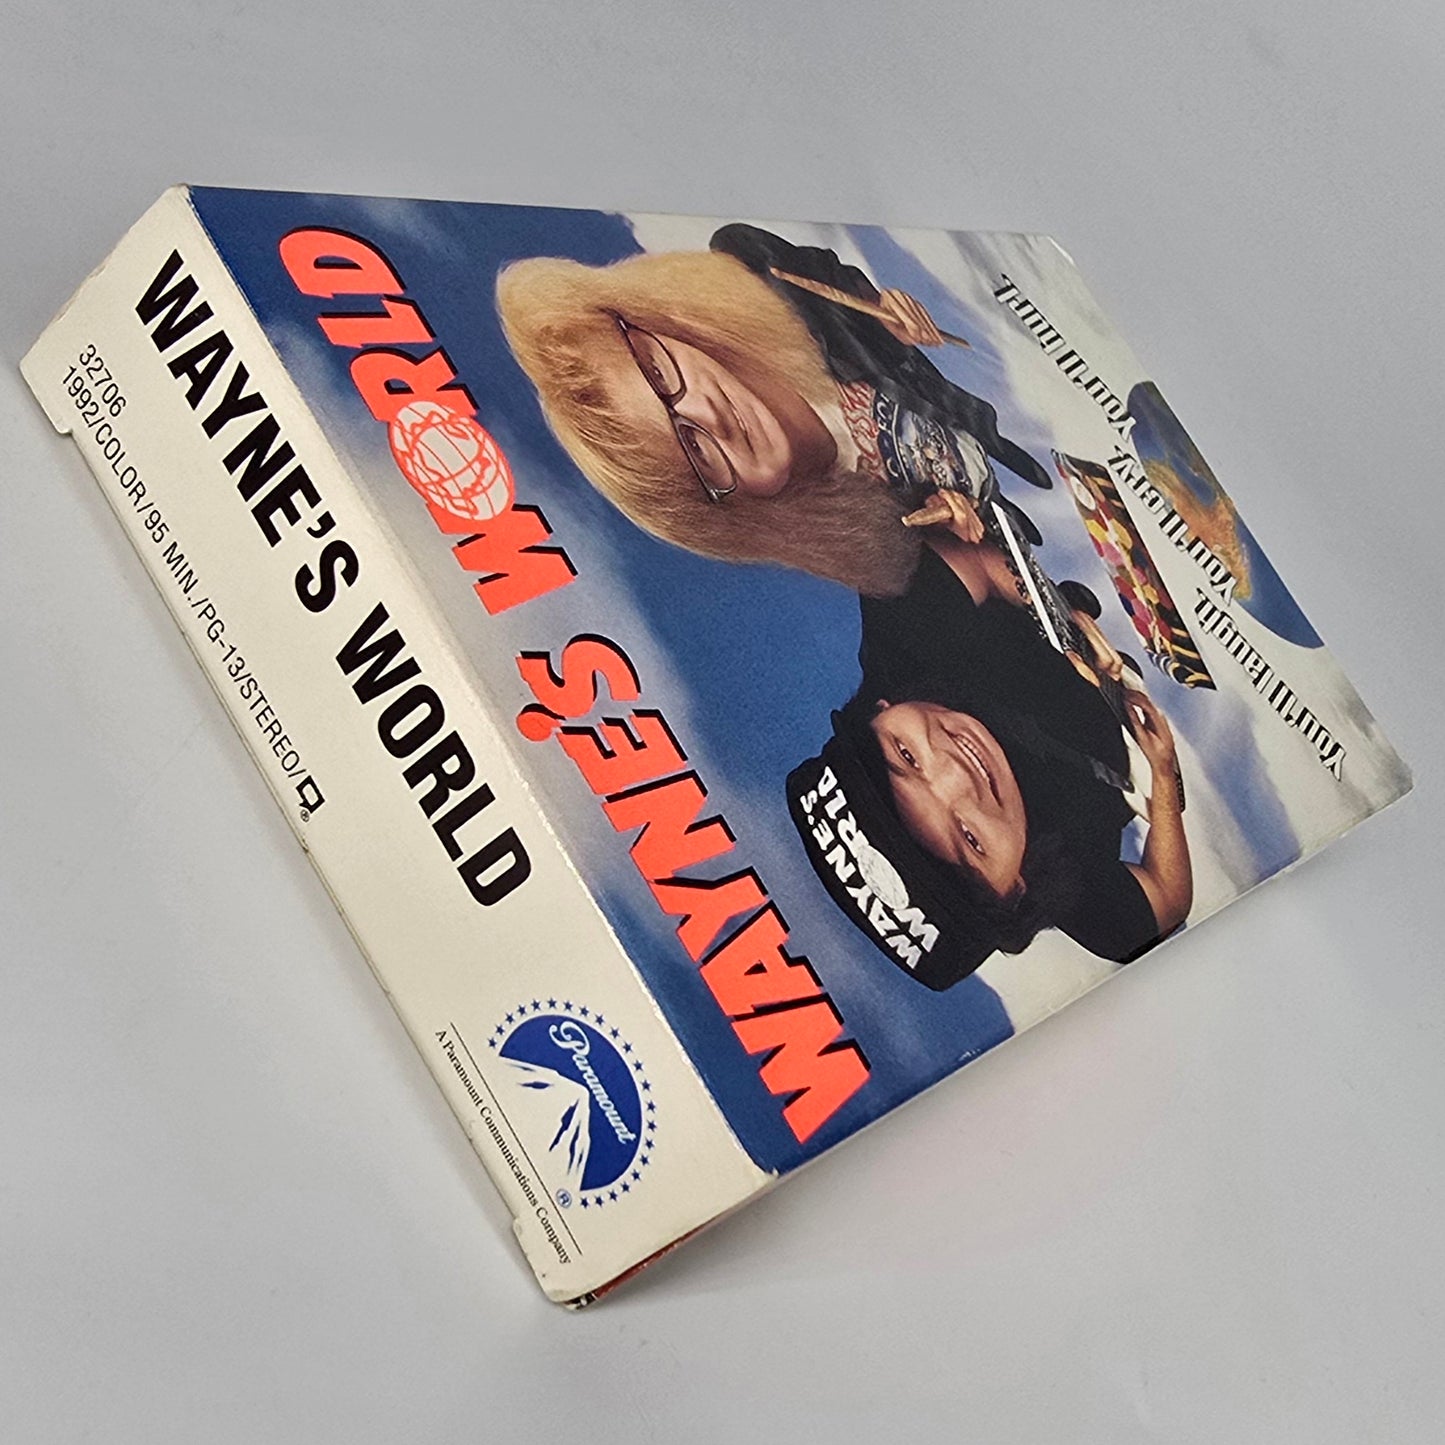 You'll laugh. You'll cry. You'll hurl.
WAYNE'S
WORLD
WAYNE'S WORLD
WAYNE'S WORLD
32706
1992/COLOR/95 MIN./PG-13/STEREO/
®
Paramount
®
A Paramount Communications Company